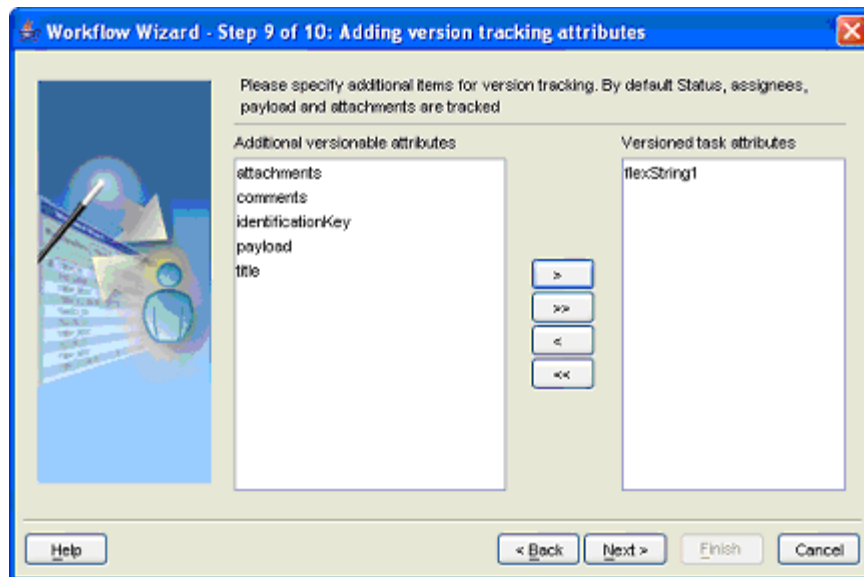 Workflow Wizard - Step 9 of 10: Adding version tracking attributes
Please specify additional items for version tracking. By default Status, assignees,
payload and attachments are tracked
Additional versionable attributes
attachments
comments
identificationKey
payload
title
>
>>
<
<<
Versioned task attributes
flexString1
Help
< Back
Next >
Finish
Cancel